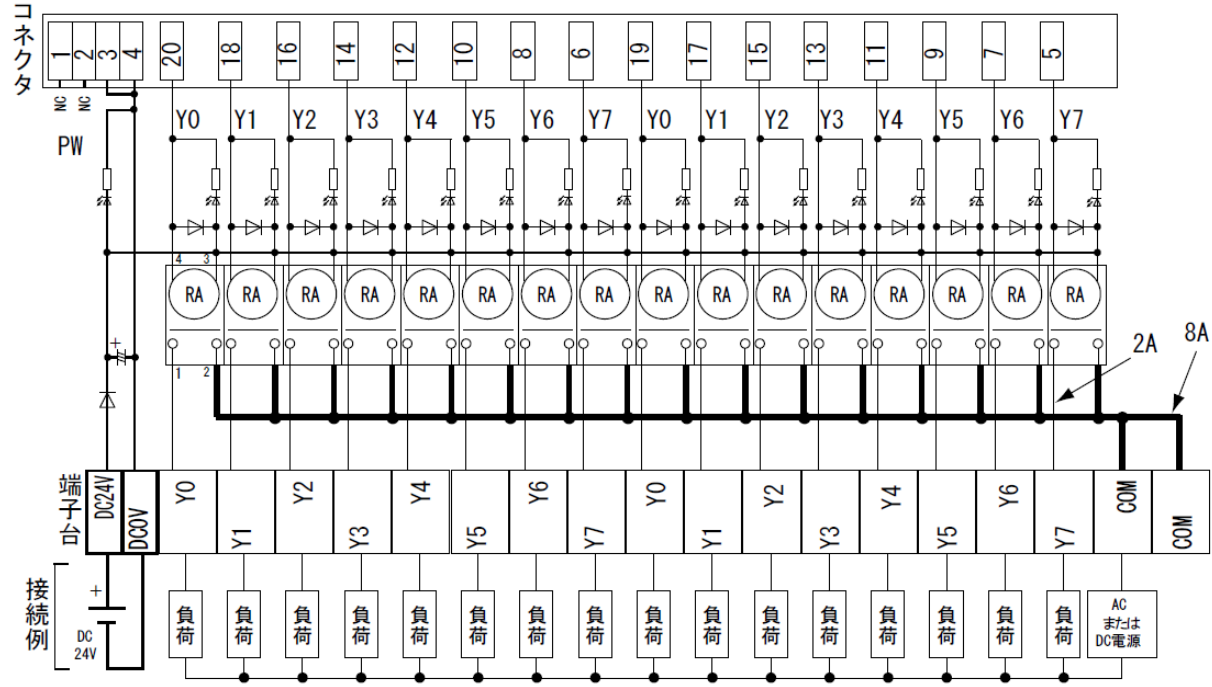 コネクタ
1 2 3 4 20 18 16 14 12 10 8 6 19 17 15 13 11 9 7 5
NC NC
PW
Y0 Y1 Y2 Y3 Y4 Y5 Y6 Y7 Y0 Y1 Y2 Y3 Y4 Y5 Y6 Y7
4 3
RA RA RA RA RA RA RA RA RA RA RA RA RA RA RA RA
+
1 2
2A 8A
端子台
DC24V DC0V Y0 Y1 Y2 Y3 Y4 Y5 Y6 Y7 Y0 Y1 Y2 Y3 Y4 Y5 Y6 Y7 COM COM
接続例
+
DC
24V
負荷 負荷 負荷 負荷 負荷 負荷 負荷 負荷 負荷 負荷 負荷 負荷 負荷 負荷 負荷 負荷
AC
または
DC電源